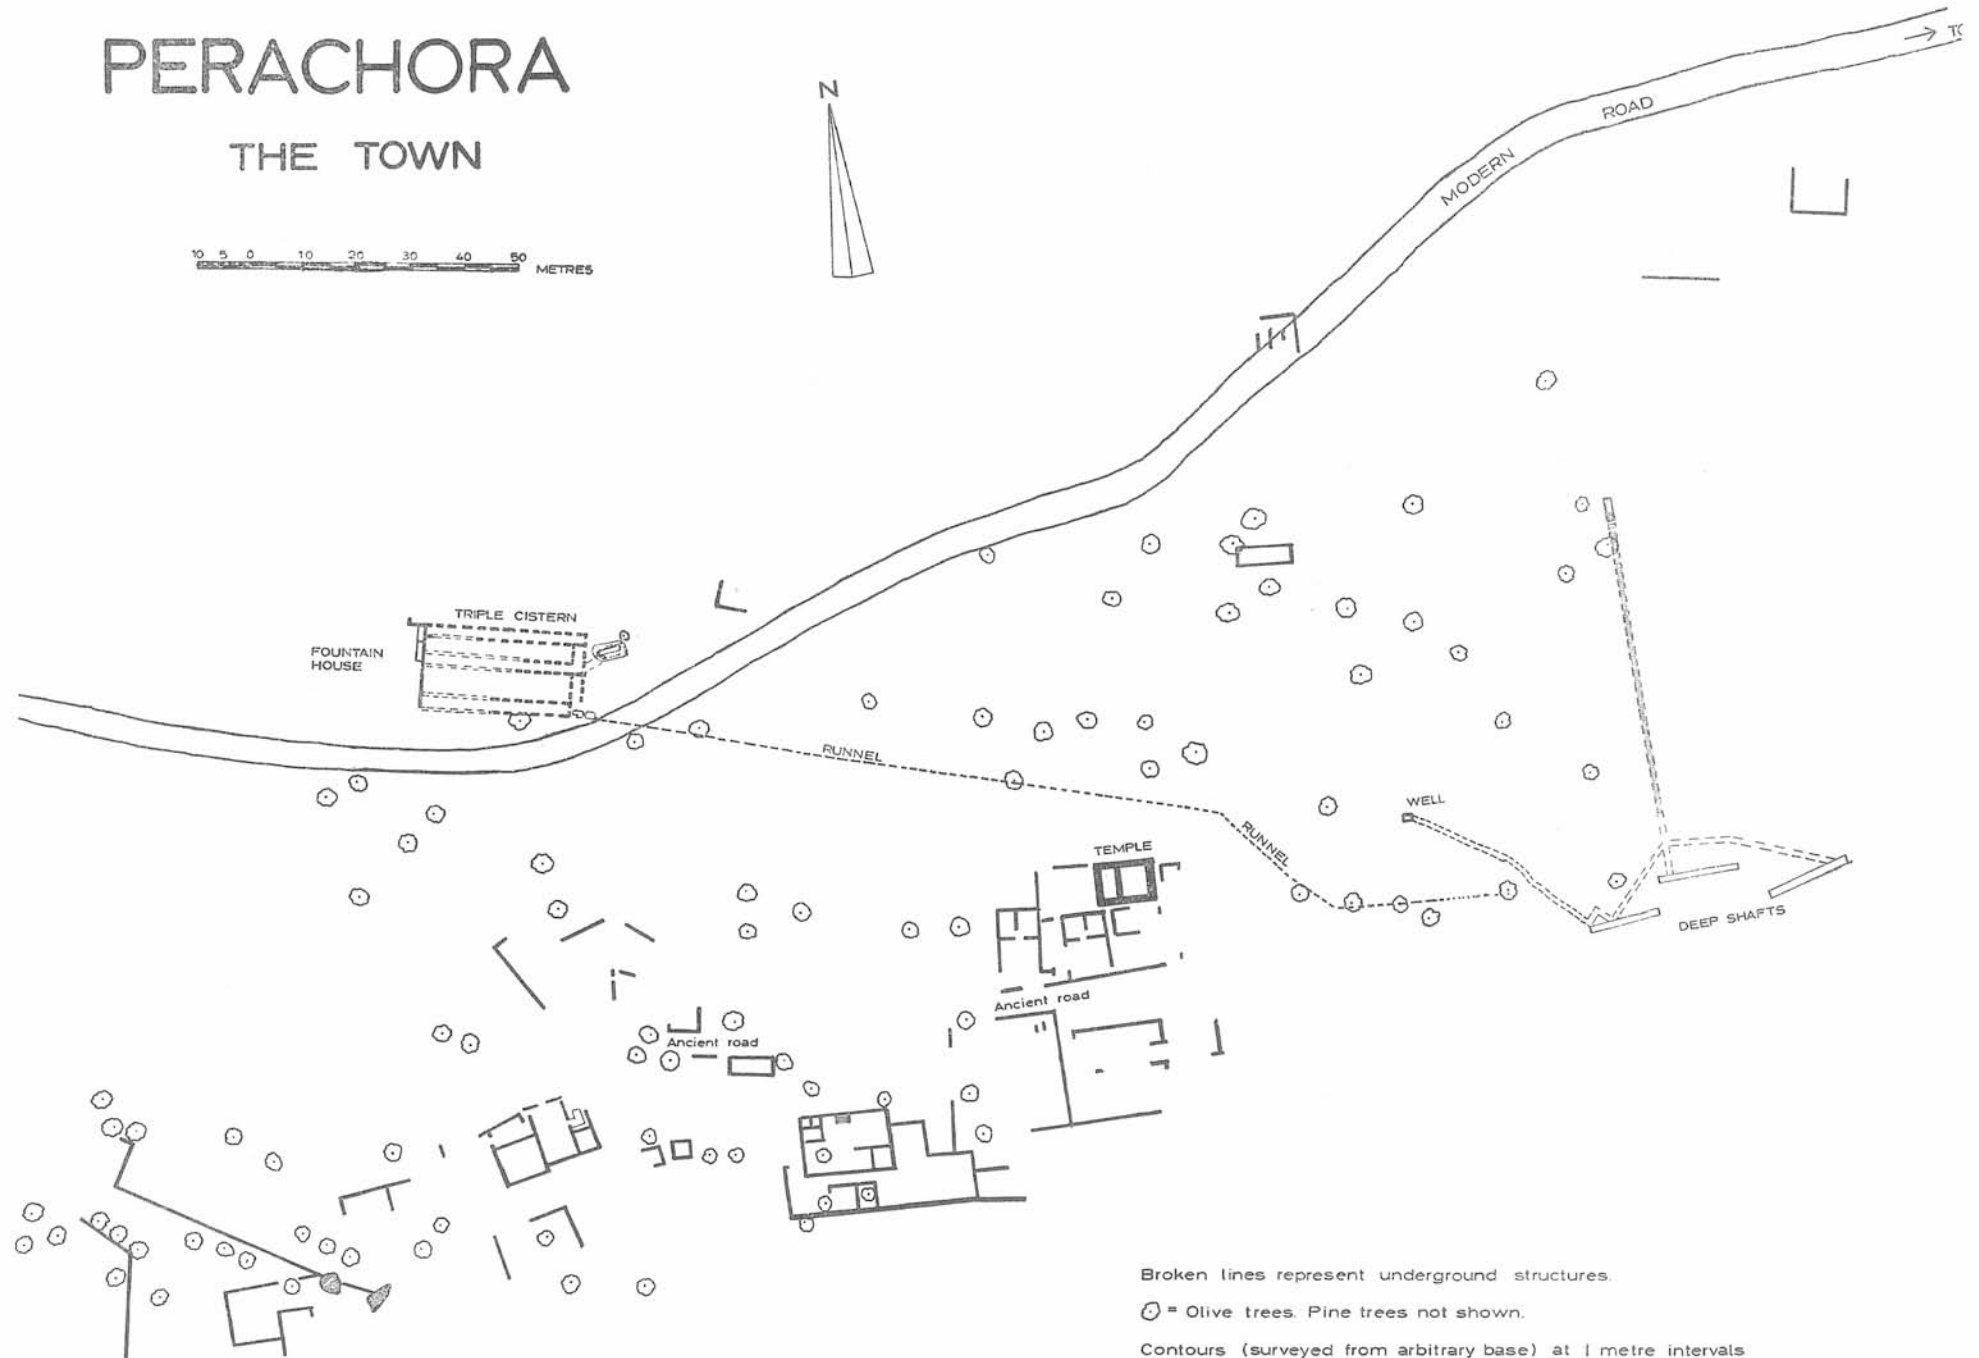 PERACHORA
THE TOWN
10 5 0 10 20 30 40 50 METRES
N
→ TO
ROAD
MODERN
TRIPLE CISTERN
FOUNTAIN
HOUSE
RUNNEL
WELL
RUNNEL
TEMPLE
DEEP SHAFTS
Ancient road
Ancient road
Broken lines represent underground structures.
= Olive trees. Pine trees not shown.
Contours (surveyed from arbitrary base) at 1 metre intervals